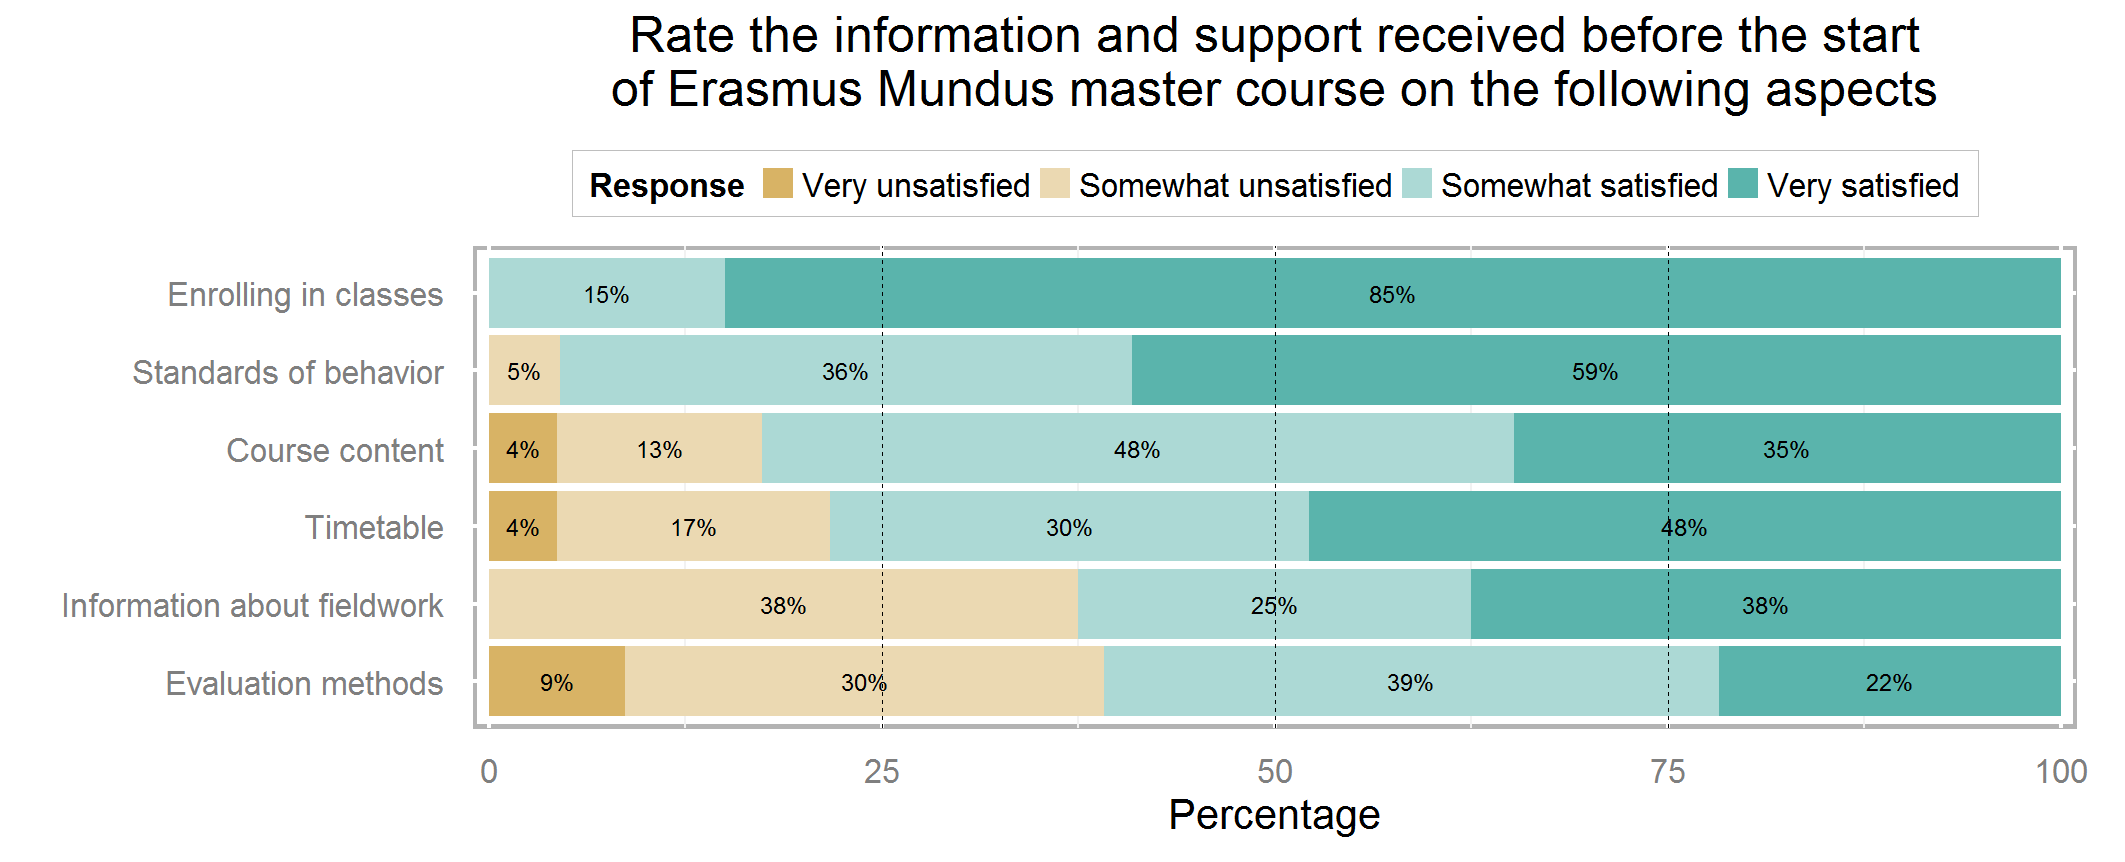 Rate the information and support received before the start
of Erasmus Mundus master course on the following aspects
Response Very unsatisfied Somewhat unsatisfied Somewhat satisfied Very satisfied
Enrolling in classes 15% 85%
Standards of behavior 5% 36% 59%
Course content 4% 13% 48% 35%
Timetable 4% 17% 30% 48%
Information about fieldwork 38% 25% 38%
Evaluation methods 9% 30% 39% 22%
0 25 50 75 100
Percentage